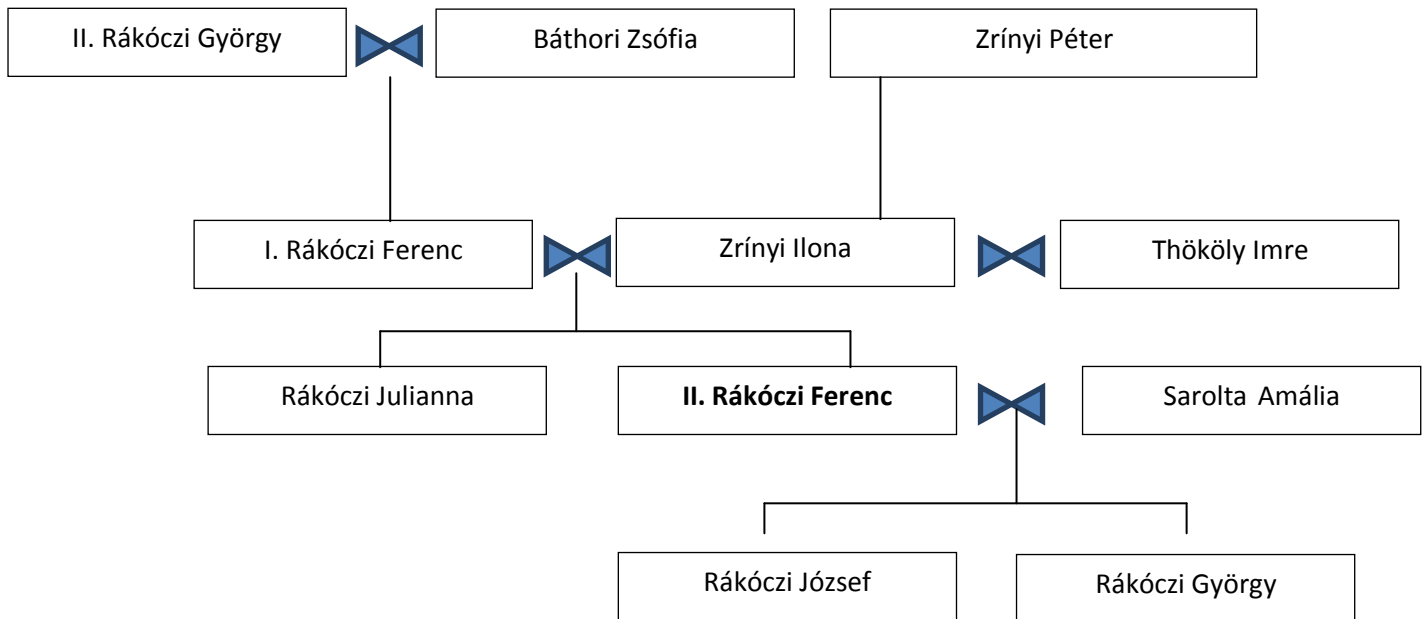 II. Rákóczi György
Báthori Zsófia
Zrínyi Péter
I. Rákóczi Ferenc
Zrínyi Ilona
Thököly Imre
Rákóczi Julianna
II. Rákóczi Ferenc
Sarolta Amália
Rákóczi József
Rákóczi György